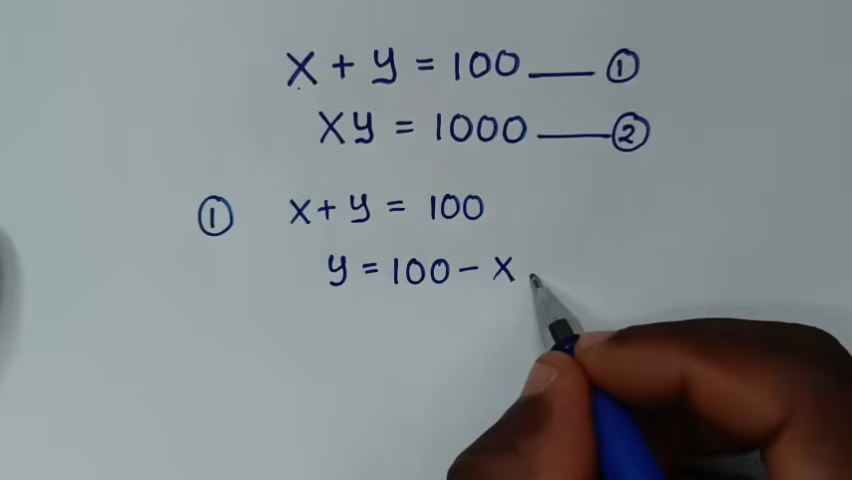 x + y = 100 —— ①
xy = 1000 —— ②
① x + y = 100
y = 100 - x